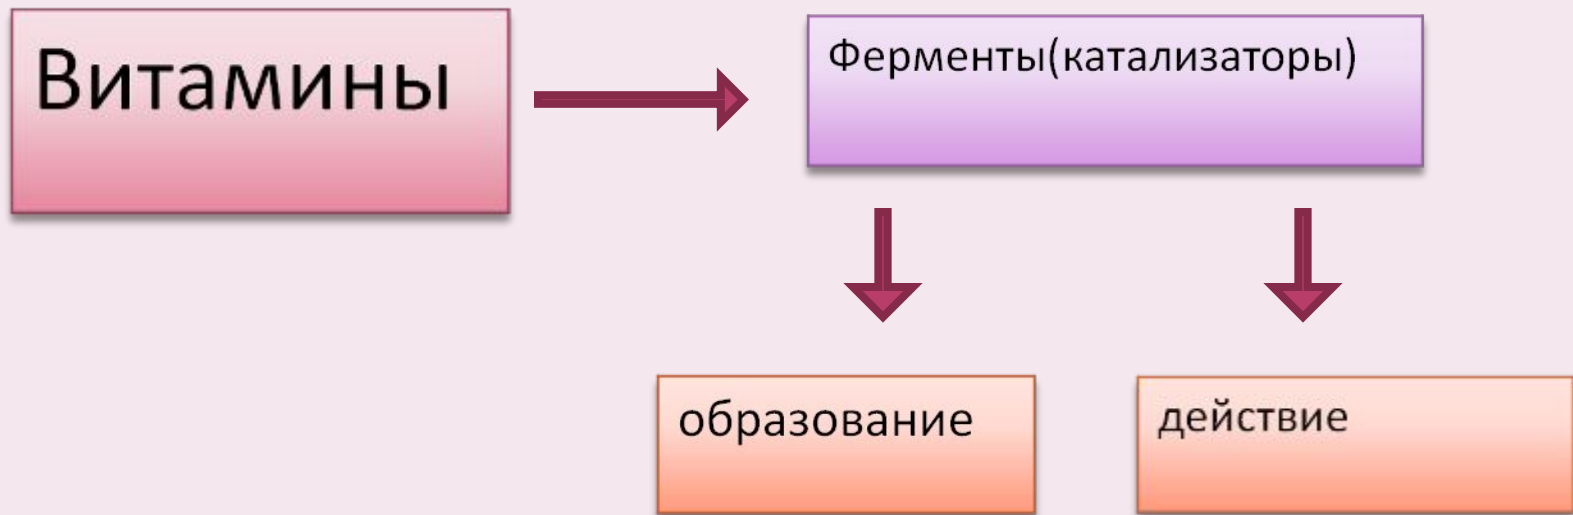 Витамины
Ферменты(катализаторы)
образование
действие